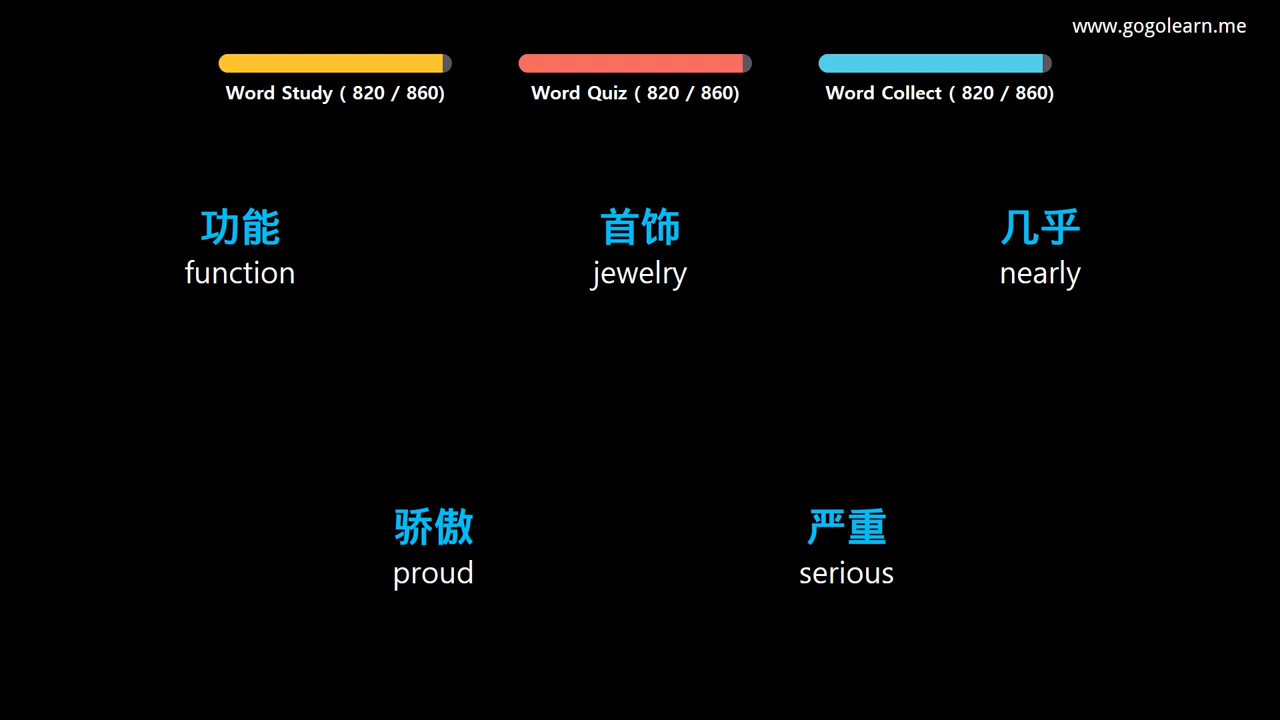 www.gogolearn.me
Word Study ( 820 / 860)
Word Quiz ( 820 / 860)
Word Collect ( 820 / 860)
功能
function
首饰
jewelry
几乎
nearly
骄傲
proud
严重
serious